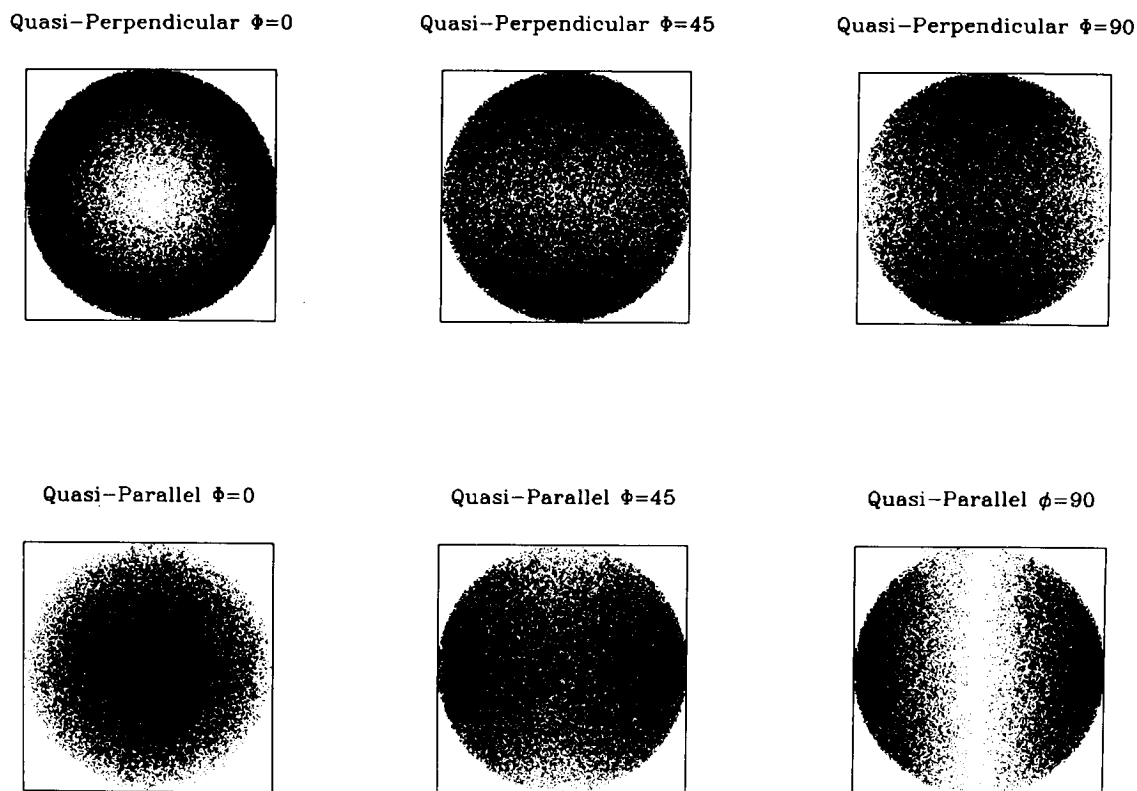 Quasi-Perpendicular Φ=0
Quasi-Perpendicular Φ=45
Quasi-Perpendicular Φ=90
Quasi-Parallel Φ=0
Quasi-Parallel Φ=45
Quasi-Parallel ϕ=90